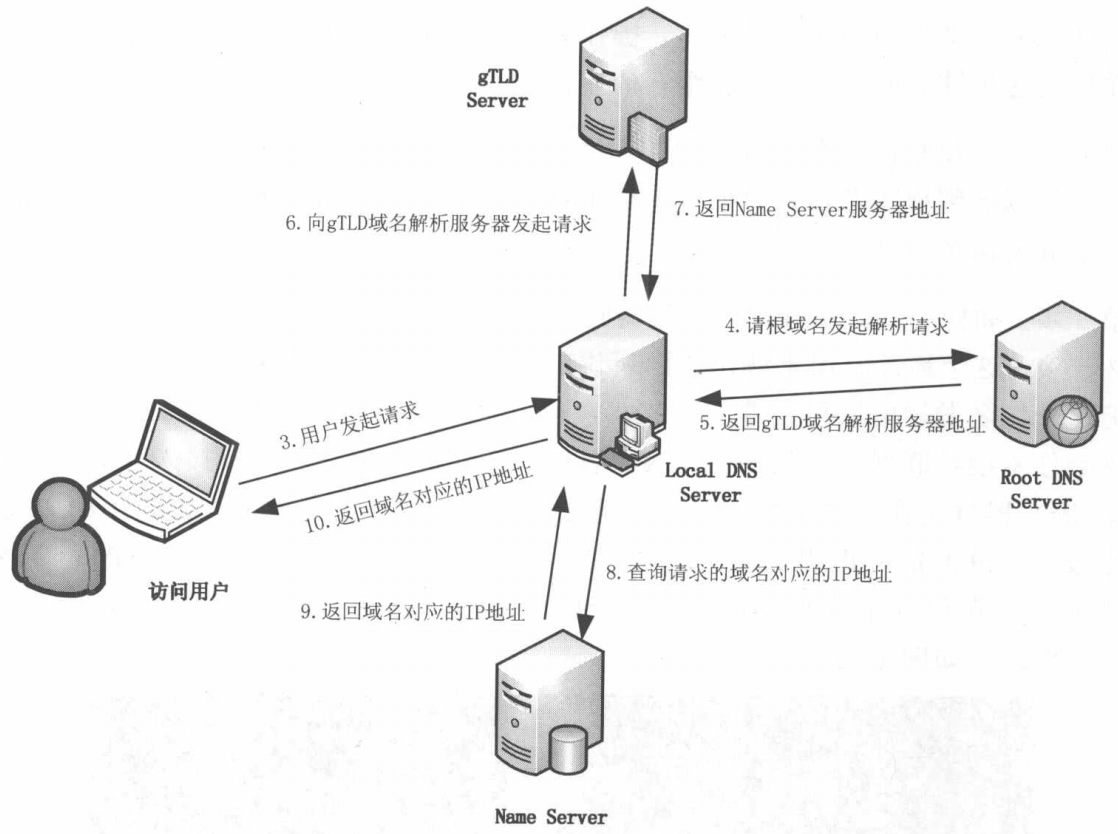 gTLD
Server
6.向gTLD域名解析服务器发起请求
7.返回Name Server服务器地址
4.请根域名发起解析请求
3.用户发起请求
5.返回gTLD域名解析服务器地址
Local DNS
Server
Root DNS
Server
10.返回域名对应的IP地址
访问用户
8.查询请求的域名对应的IP地址
9.返回域名对应的IP地址
Name Server